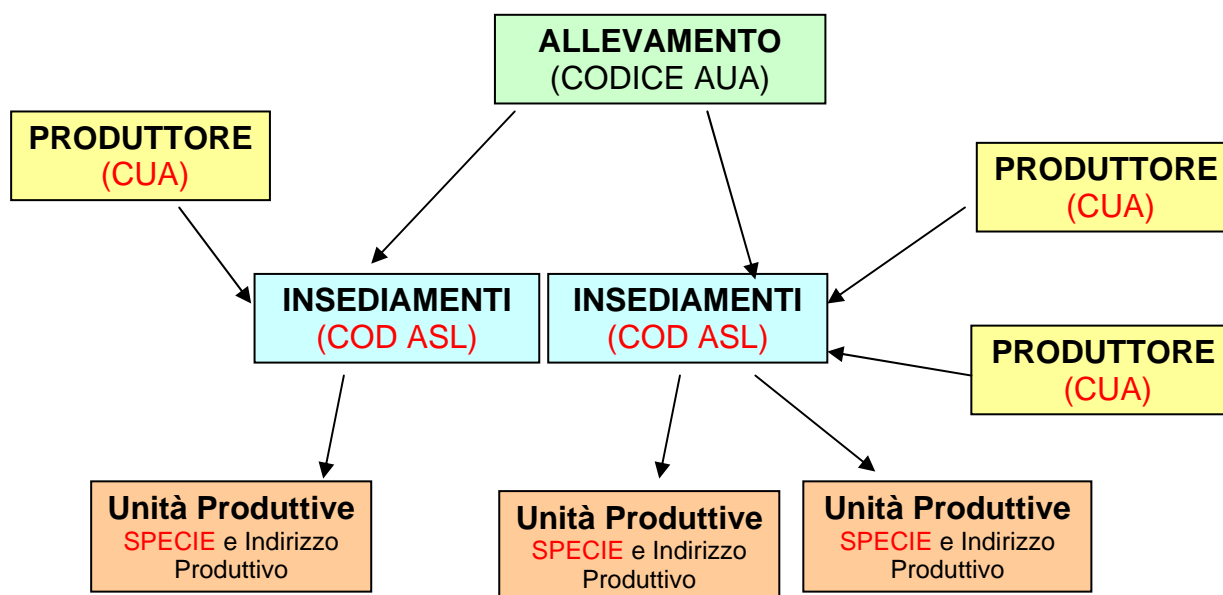 ALLEVAMENTO
(CODICE AUA)
PRODUTTORE
(CUA)
PRODUTTORE
(CUA)
INSEDIAMENTI
(COD ASL)
INSEDIAMENTI
(COD ASL)
PRODUTTORE
(CUA)
Unità Produttive
SPECIE e Indirizzo
Produttivo
Unità Produttive
SPECIE e Indirizzo
Produttivo
Unità Produttive
SPECIE e Indirizzo
Produttivo